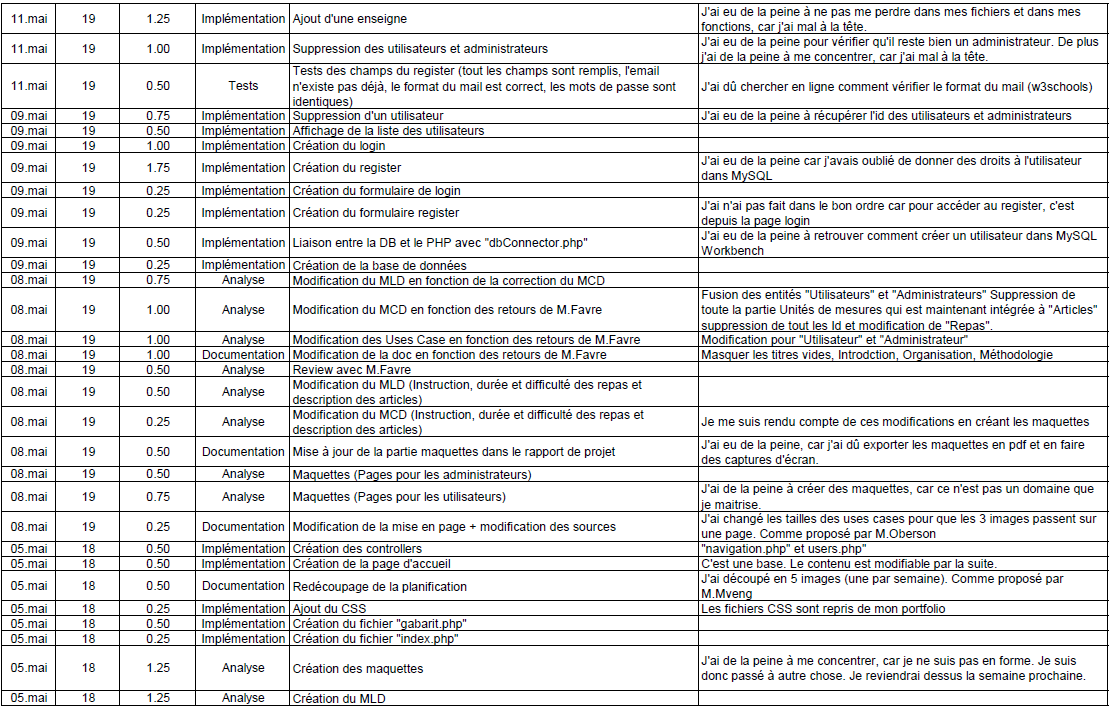 11.mai 19 1.25 Implémentation Ajout d'une enseigne J'ai eu de la peine à ne pas me perdre dans mes fichiers et dans mes
fonctions, car j'ai mal à la tête.
11.mai 19 1.00 Implémentation Suppression des utilisateurs et administrateurs J'ai eu de la peine pour vérifier qu'il reste bien un administrateur. De plus
j'ai de la peine à me concentrer, car j'ai mal à la tête.
11.mai 19 0.50 Tests Tests des champs du register (tout les champs sont remplis, l'email
n'existe pas déjà, le format du mail est correct, les mots de passe sont
identiques) J'ai dû chercher en ligne comment vérifier le format du mail (w3schools)
09.mai 19 0.75 Implémentation Suppression d'un utilisateur J'ai eu de la peine à récupérer l'id des utilisateurs et administrateurs
09.mai 19 0.50 Implémentation Affichage de la liste des utilisateurs
09.mai 19 1.00 Implémentation Création du login
09.mai 19 1.75 Implémentation Création du register J'ai eu de la peine car j'avais oublié de donner des droits à l'utilisateur
dans MySQL
09.mai 19 0.25 Implémentation Création du formulaire de login
09.mai 19 0.25 Implémentation Création du formulaire register J'ai n'ai pas fait dans le bon ordre car pour accéder au register, c'est
depuis la page login
09.mai 19 0.50 Implémentation Liaison entre la DB et le PHP avec "dbConnector.php" J'ai eu de la peine à retrouver comment créer un utilisateur dans MySQL
Workbench
09.mai 19 0.25 Implémentation Création de la base de données
08.mai 19 0.75 Analyse Modification du MLD en fonction de la correction du MCD
08.mai 19 1.00 Analyse Modification du MCD en fonction des retours de M.Favre Fusion des entités "Utilisateurs" et "Administrateurs" Suppression de
toute la partie Unités de mesures qui est maintenant intégrée à "Articles"
suppression de tout les Id et modification de "Repas".
08.mai 19 1.00 Analyse Modification des Uses Case en fonction des retours de M.Favre Modification pour "Utilisateur" et "Administrateur"
08.mai 19 1.00 Documentation Modification de la doc en fonction des retours de M.Favre Masquer les titres vides, Introdction, Organisation, Méthodologie
08.mai 19 0.50 Analyse Review avec M.Favre
08.mai 19 0.50 Analyse Modification du MLD (Instruction, durée et difficulté des repas et
description des articles)
08.mai 19 0.25 Analyse Modification du MCD (Instruction, durée et difficulté des repas et
description des articles) Je me suis rendu compte de ces modifications en créant les maquettes
08.mai 19 0.50 Documentation Mise à jour de la partie maquettes dans le rapport de projet J'ai eu de la peine, car j'ai dû exporter les maquettes en pdf et en faire
des captures d'écran.
08.mai 19 0.50 Analyse Maquettes (Pages pour les administrateurs)
08.mai 19 0.75 Analyse Maquettes (Pages pour les utilisateurs) J'ai de la peine à créer des maquettes, car ce n'est pas un domaine que
je maitrise.
08.mai 19 0.25 Documentation Modification de la mise en page + modification des sources J'ai changé les tailles des uses cases pour que les 3 images passent sur
une page. Comme proposé par M.Oberson
05.mai 18 0.50 Implémentation Création des controllers "navigation.php" et users.php"
05.mai 18 0.50 Implémentation Création de la page d'accueil C'est une base. Le contenu est modifiable par la suite.
05.mai 18 0.50 Documentation Redécoupage de la planification J'ai découpé en 5 images (une par semaine). Comme proposé par
M.Mveng
05.mai 18 0.25 Implémentation Ajout du CSS Les fichiers CSS sont repris de mon portfolio
05.mai 18 0.50 Implémentation Création du fichier "gabarit.php"
05.mai 18 0.25 Implémentation Création du fichier "index.php"
05.mai 18 1.25 Analyse Création des maquettes J'ai de la peine à me concentrer, car je ne suis pas en forme. Je suis
donc passé à autre chose. Je reviendrai dessus la semaine prochaine.
05.mai 18 1.25 Analyse Création du MLD